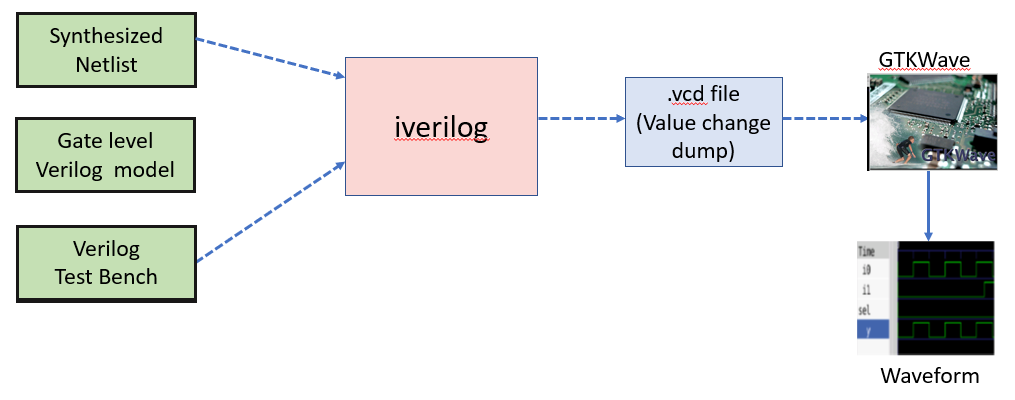 Synthesized
Netlist
Gate level
Verilog model
Verilog
Test Bench
iverilog
.vcd file
(Value change
dump)
GTKWave
GTKWave
Time
i0
i1
sel
y
Waveform